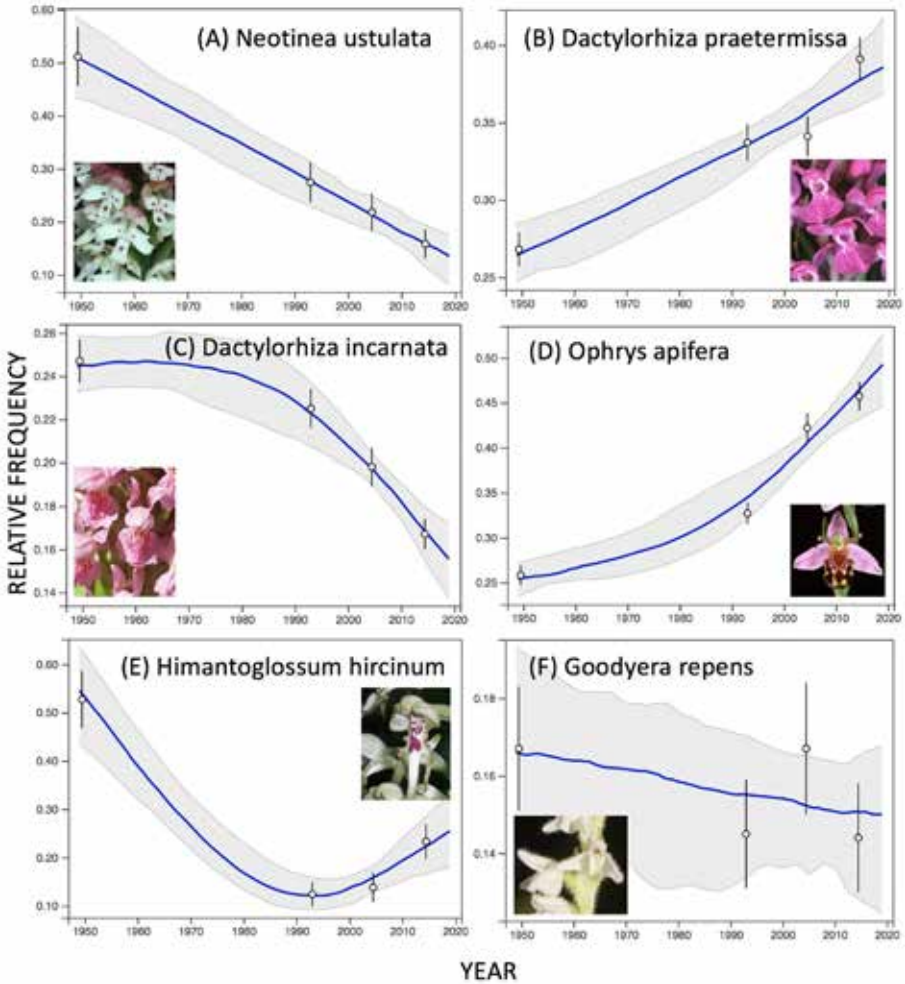 (A) Neotinea ustulata
0.60
0.50
0.40
0.30
0.20
0.10
1950 1960 1970 1980 1990 2000 2010 2020
(B) Dactylorhiza praetermissa
0.40
0.35
0.30
0.25
1950 1960 1970 1980 1990 2000 2010 2020
RELATIVE FREQUENCY
(C) Dactylorhiza incarnata
0.26
0.24
0.22
0.20
0.18
0.16
0.14
1950 1960 1970 1980 1990 2000 2010 2020
(D) Ophrys apifera
0.50
0.45
0.40
0.35
0.30
0.25
1950 1960 1970 1980 1990 2000 2010 2020
(E) Himantoglossum hircinum
0.60
0.50
0.40
0.30
0.20
0.10
1950 1960 1970 1980 1990 2000 2010 2020
(F) Goodyera repens
0.18
0.16
0.14
1950 1960 1970 1980 1990 2000 2010 2020
YEAR